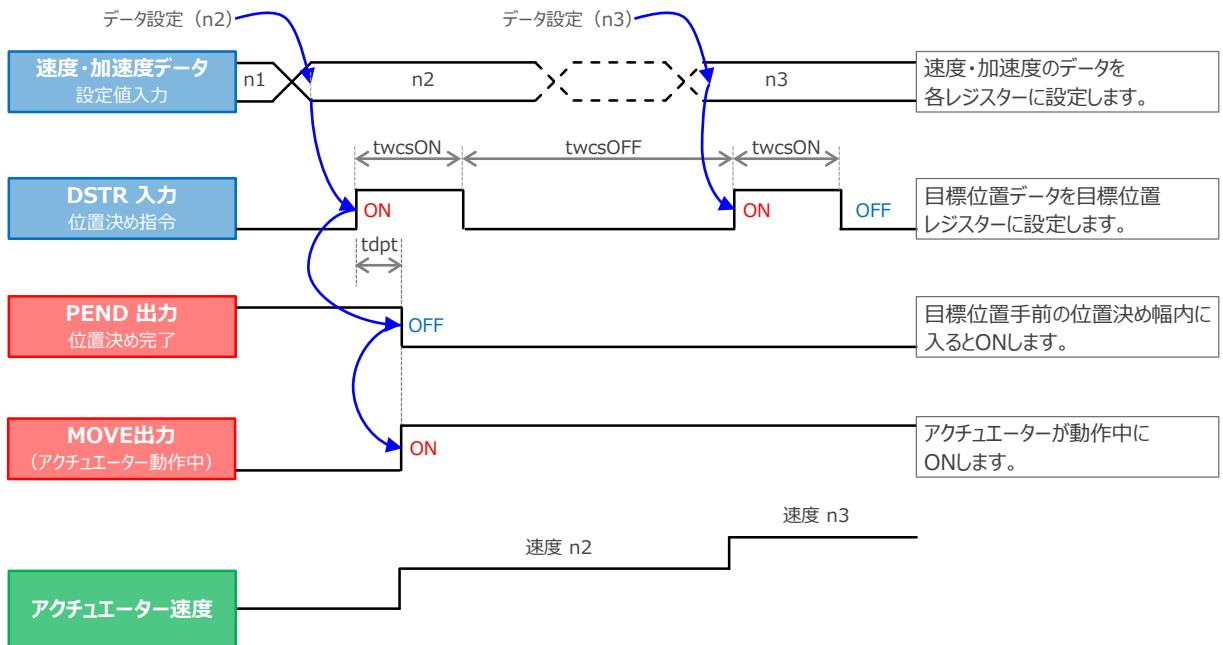 データ設定（n2）
データ設定（n3）
速度・加速度データ
設定値入力
n1
n2
n3
速度・加速度のデータを
各レジスターに設定します。
twcsON
twcsOFF
twcsON
DSTR 入力
位置決め指令
ON
ON
OFF
目標位置データを目標位置
レジスターに設定します。
tdpt
PEND 出力
位置決め完了
OFF
目標位置手前の位置決め幅内に
入るとONします。
MOVE出力
（アクチュエーター動作中）
ON
アクチュエーターが動作中に
ONします。
速度 n3
速度 n2
アクチュエーター速度